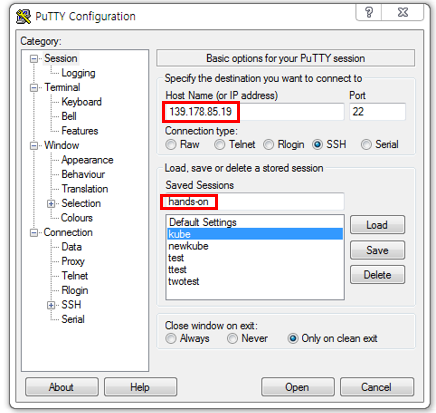 PuTTY Configuration
? X
Category:
Session
Logging
Terminal
Keyboard
Bell
Features
Window
Appearance
Behaviour
Translation
Selection
Colours
Connection
Data
Proxy
Telnet
Rlogin
SSH
Serial
Basic options for your PuTTY session
Specify the destination you want to connect to
Host Name (or IP address) Port
139.178.85.19 22
Connection type:
Raw Telnet Rlogin SSH Serial
Load, save or delete a stored session
Saved Sessions
hands-on
Default Settings
kube
newkube
test
ttest
twotest
Load
Save
Delete
Close window on exit:
Always Never Only on clean exit
About Help Open Cancel